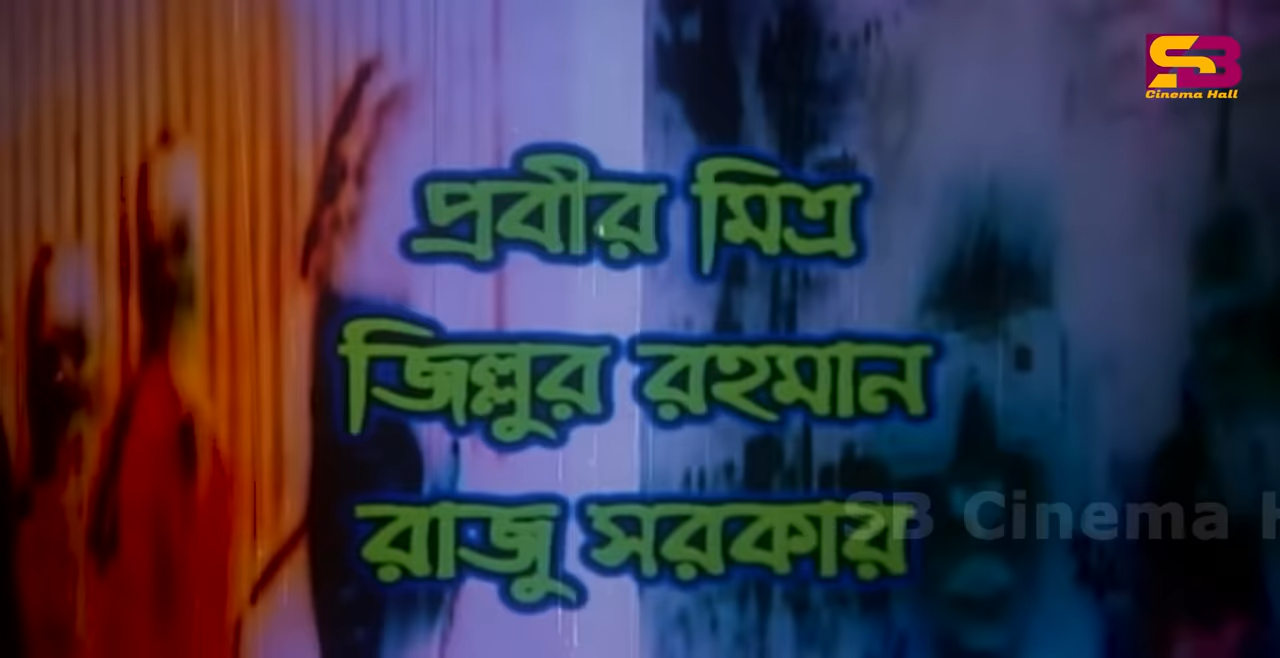 SB
Cinema Hall
প্রবীর মিত্র
জিল্লুর রহমান
রাজু সরকার
SB Cinema H